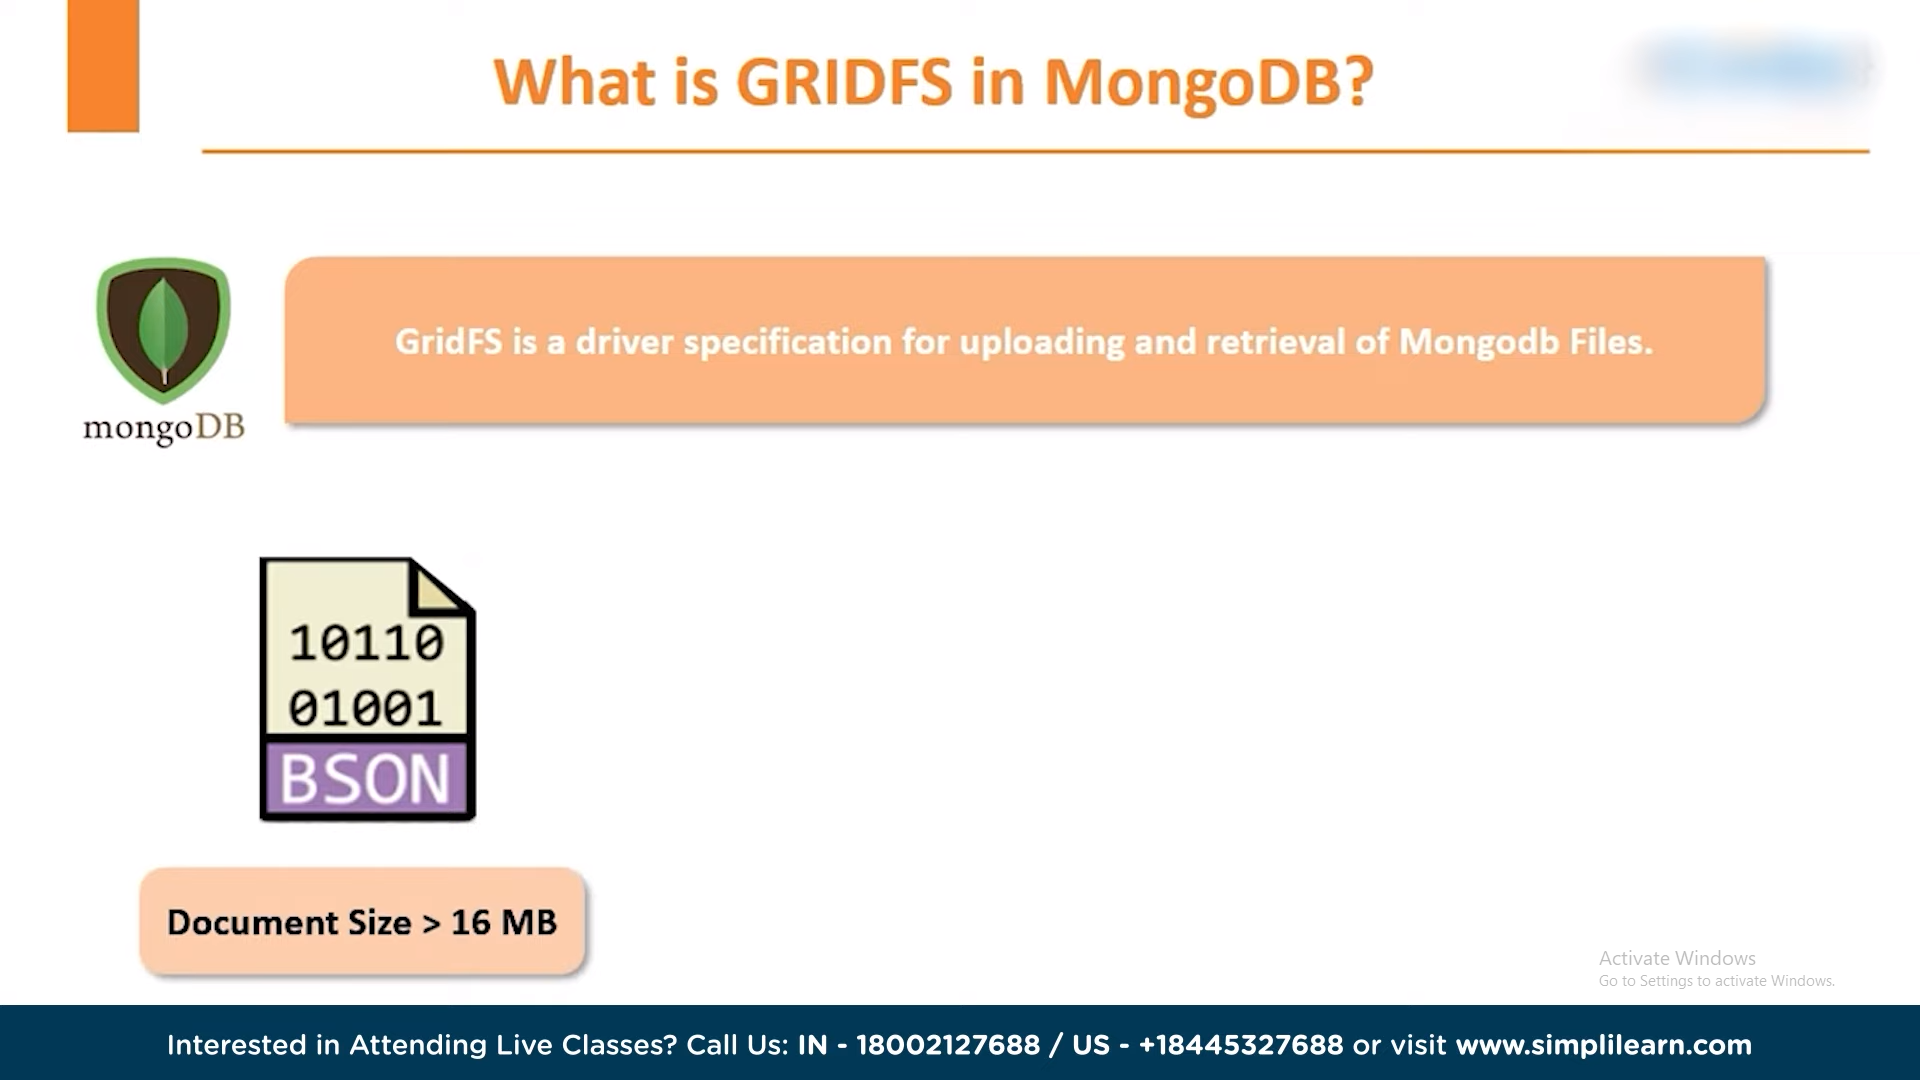 What is GRIDFS in MongoDB?
GridFS is a driver specification for uploading and retrieval of Mongodb Files.
mongoDB
10110
01001
BSON
Document Size > 16 MB
Activate Windows
Go to Settings to activate Windows.
Interested in Attending Live Classes? Call Us: IN - 18002127688 / US - +18445327688 or visit www.simplilearn.com